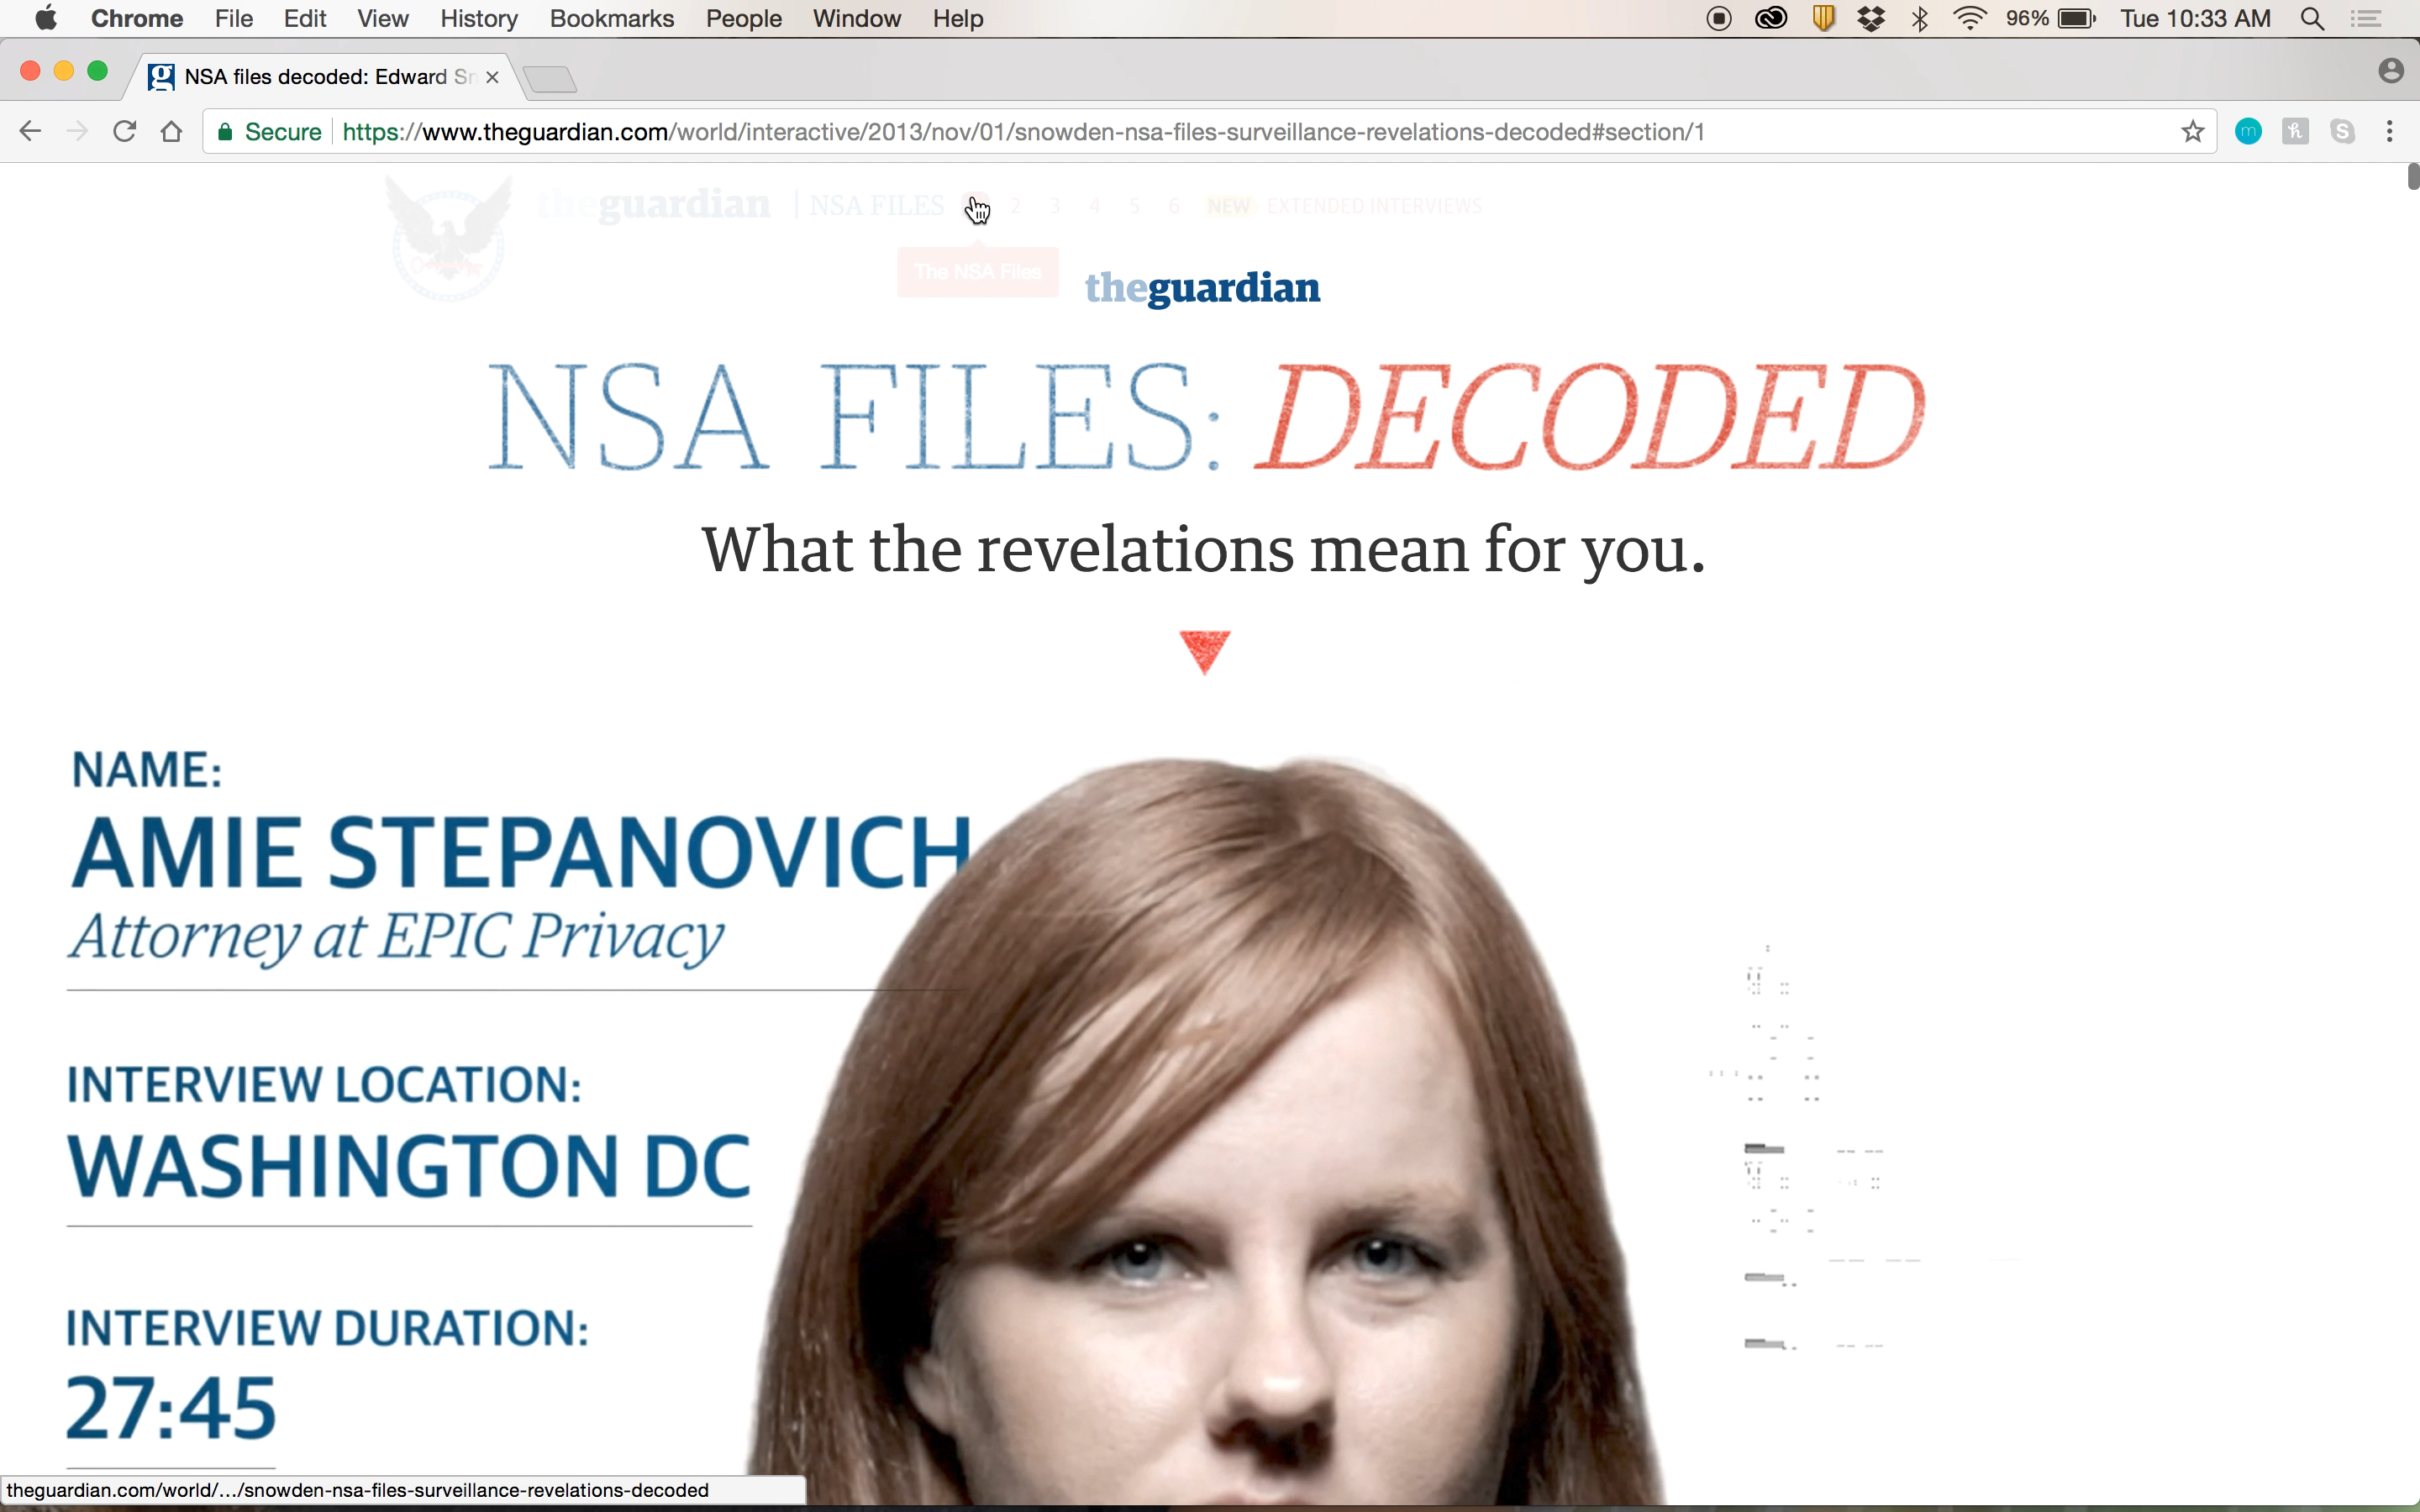 Chrome File Edit View History Bookmarks People Window Help 96% Tue 10:33 AM
NSA files decoded: Edward Sn
Secure https://www.theguardian.com/world/interactive/2013/nov/01/snowden-nsa-files-surveillance-revelations-decoded#section/1
theguardian | NSA FILES 2 3 4 5 6 NEW EXTENDED INTERVIEWS
The NSA Files
theguardian
NSA FILES: DECODED
What the revelations mean for you.
NAME:
AMIE STEPANOVICH
Attorney at EPIC Privacy
INTERVIEW LOCATION:
WASHINGTON DC
INTERVIEW DURATION:
27:45
theguardian.com/world/.../snowden-nsa-files-surveillance-revelations-decoded